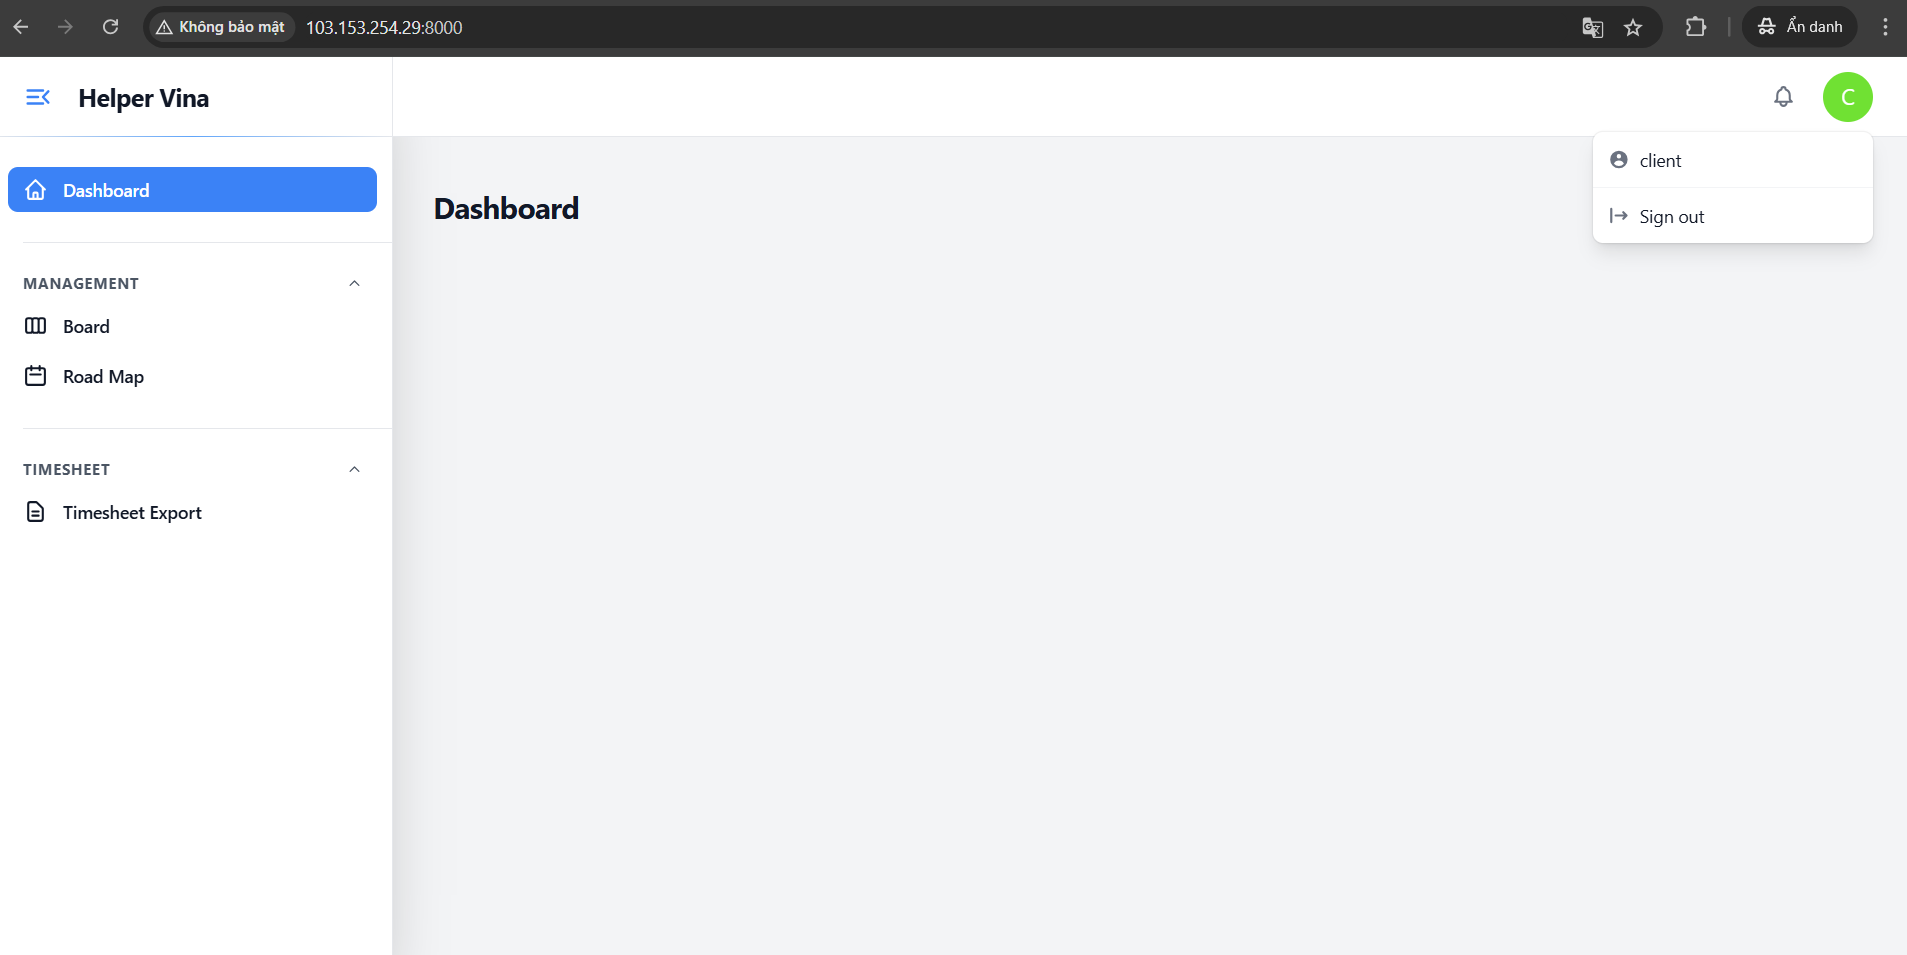 Không bảo mật 103.153.254.29:8000 Ẩn danh
Helper Vina
C
client
Sign out
Dashboard
Dashboard
MANAGEMENT
Board
Road Map
TIMESHEET
Timesheet Export